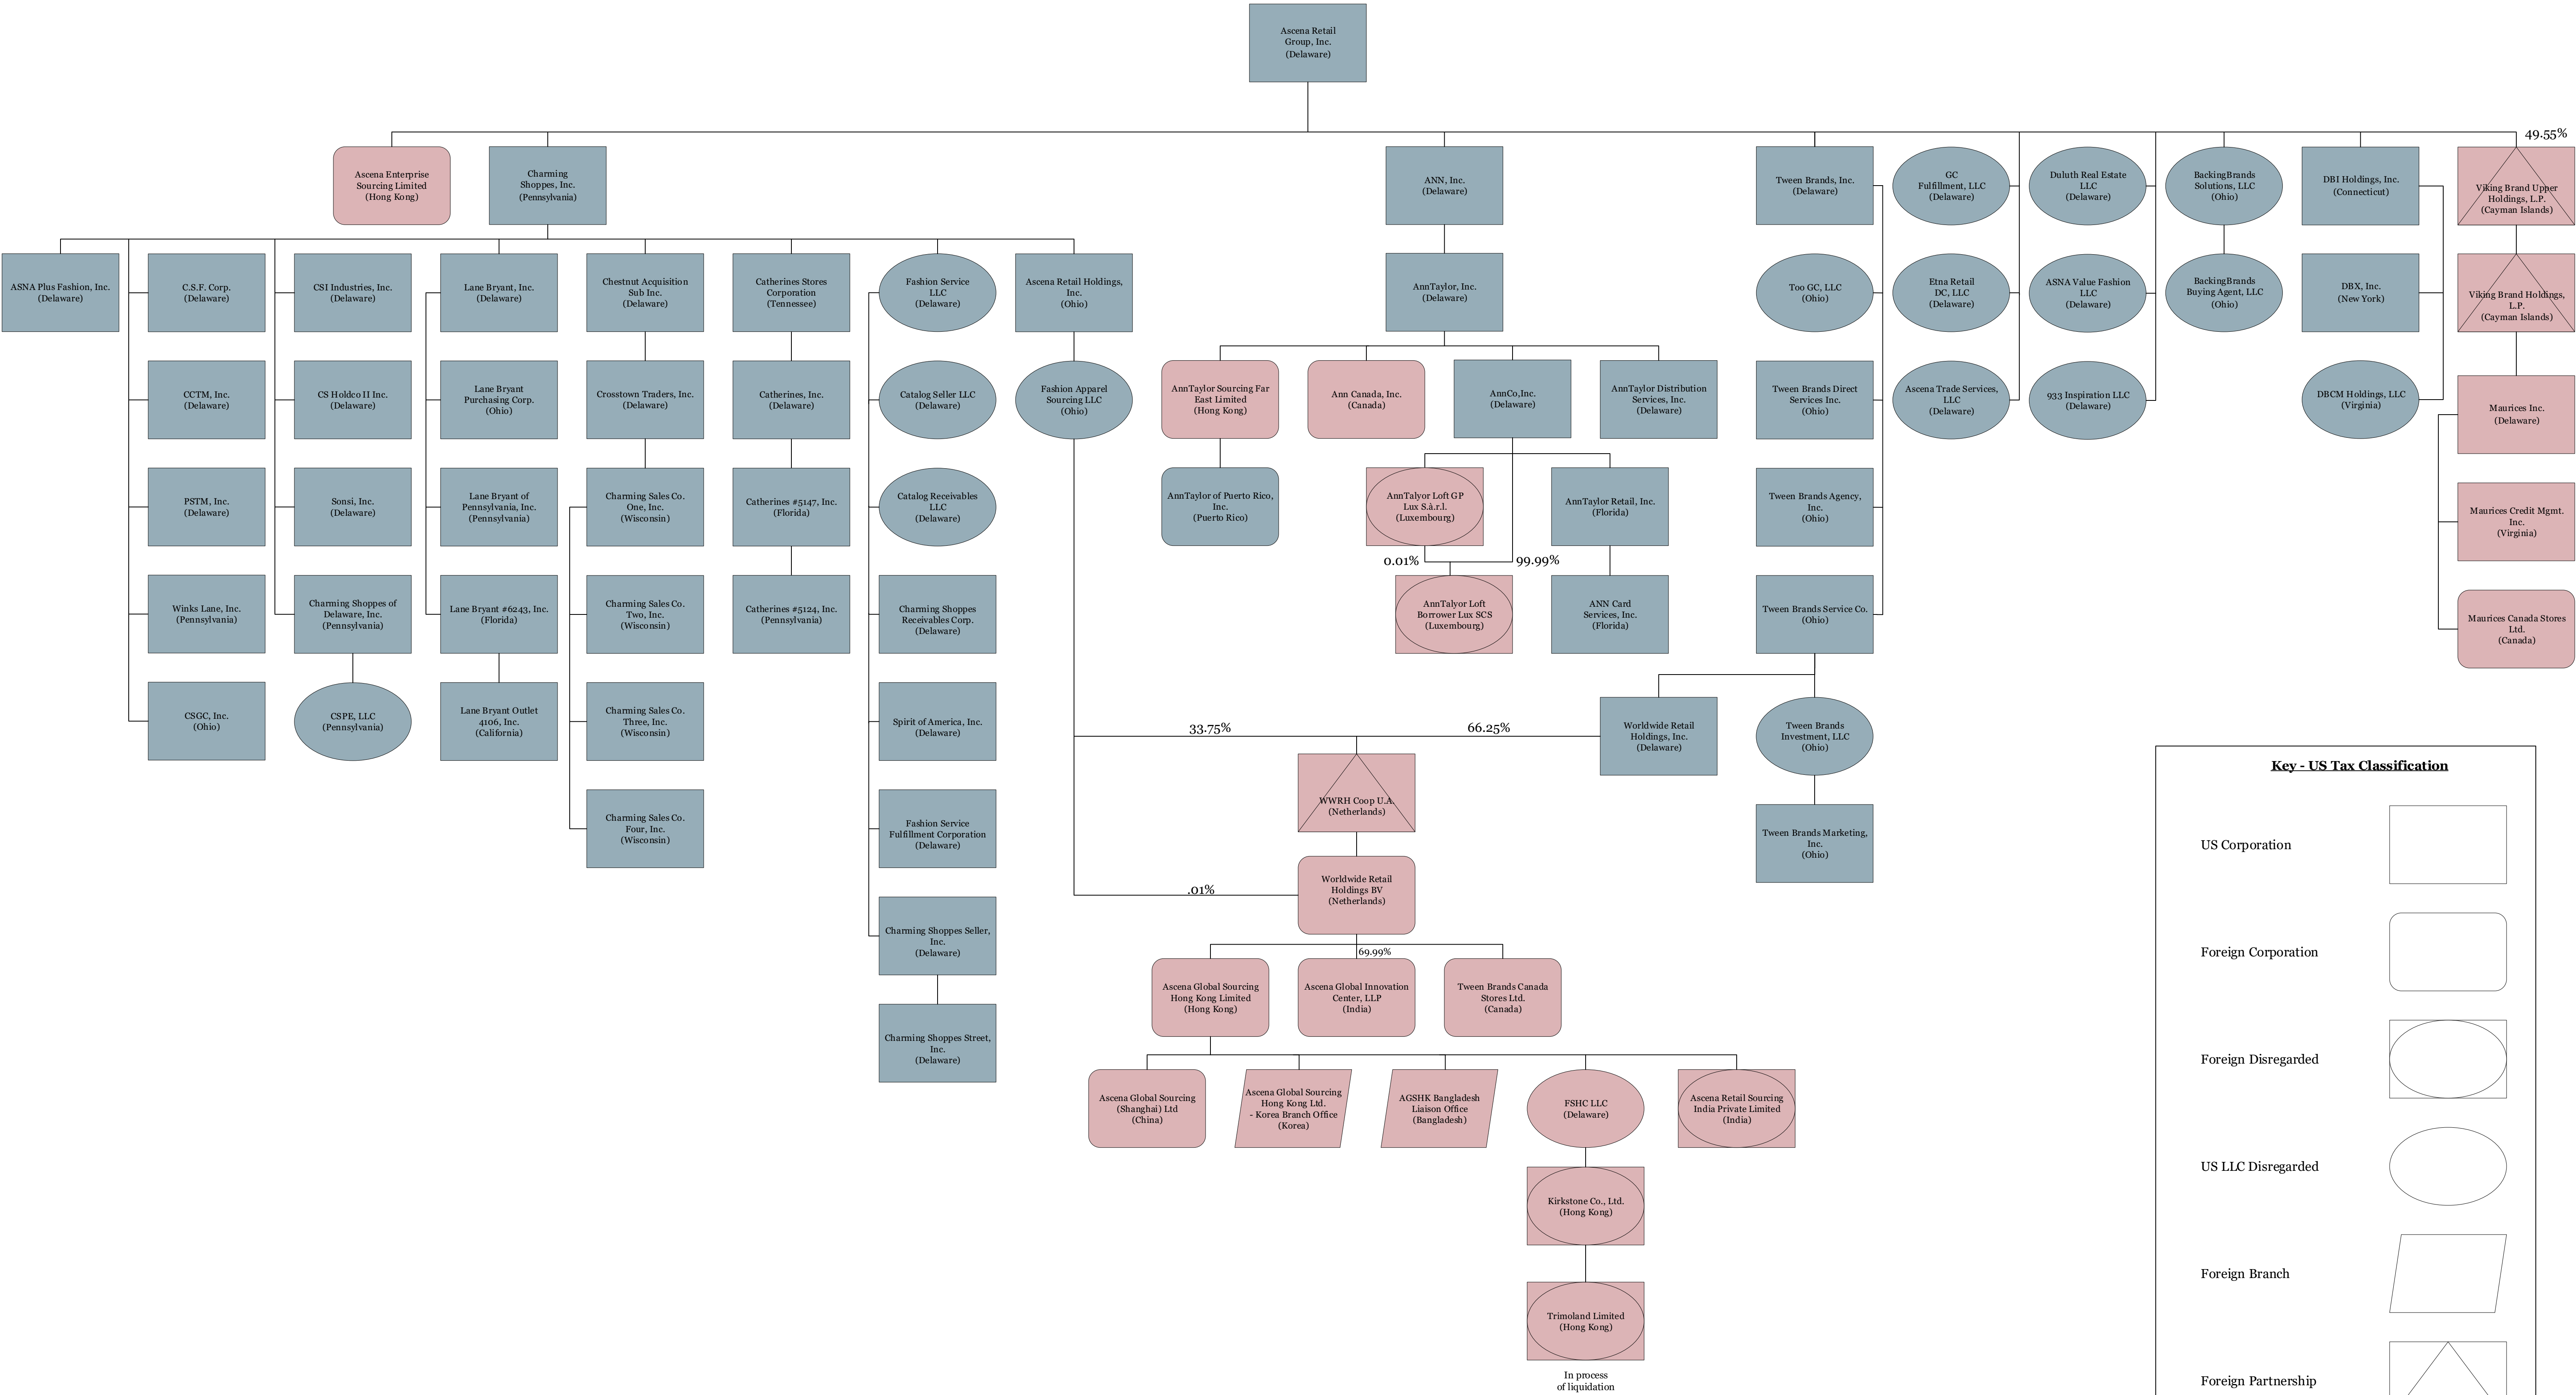 Ascena Retail
Group, Inc.
(Delaware)
49.55%
Ascena Enterprise
Sourcing Limited
(Hong Kong)
Charming
Shoppes, Inc.
(Pennsylvania)
ANN, Inc.
(Delaware)
Tween Brands, Inc.
(Delaware)
GC
Fulfillment, LLC
(Delaware)
Duluth Real Estate
LLC
(Delaware)
BackingBrands
Solutions, LLC
(Ohio)
DBI Holdings, Inc.
(Connecticut)
Viking Brand Upper
Holdings, L.P.
(Cayman Islands)
ASNA Plus Fashion, Inc.
(Delaware)
C.S.F. Corp.
(Delaware)
CSI Industries, Inc.
(Delaware)
Lane Bryant, Inc.
(Delaware)
Chestnut Acquisition
Sub Inc.
(Delaware)
Catherines Stores
Corporation
(Tennessee)
Fashion Service
LLC
(Delaware)
Ascena Retail Holdings,
Inc.
(Ohio)
AnnTaylor, Inc.
(Delaware)
Too GC, LLC
(Ohio)
Etna Retail
DC, LLC
(Delaware)
ASNA Value Fashion
LLC
(Delaware)
BackingBrands
Buying Agent, LLC
(Ohio)
DBX, Inc.
(New York)
Viking Brand Holdings,
L.P.
(Cayman Islands)
CCTM, Inc.
(Delaware)
CS Holdco II Inc.
(Delaware)
Lane Bryant
Purchasing Corp.
(Ohio)
Crosstown Traders, Inc.
(Delaware)
Catherines, Inc.
(Delaware)
Catalog Seller LLC
(Delaware)
Fashion Apparel
Sourcing LLC
(Ohio)
AnnTaylor Sourcing Far
East Limited
(Hong Kong)
Ann Canada, Inc.
(Canada)
AnnCo,Inc.
(Delaware)
AnnTaylor Distribution
Services, Inc.
(Delaware)
Tween Brands Direct
Services Inc.
(Ohio)
Ascena Trade Services,
LLC
(Delaware)
933 Inspiration LLC
(Delaware)
DBCM Holdings, LLC
(Virginia)
Maurices Inc.
(Delaware)
PSTM, Inc.
(Delaware)
Sonsi, Inc.
(Delaware)
Lane Bryant of
Pennsylvania, Inc.
(Pennsylvania)
Charming Sales Co.
One, Inc.
(Wisconsin)
Catherines #5147, Inc.
(Florida)
Catalog Receivables
LLC
(Delaware)
AnnTaylor of Puerto Rico,
Inc.
(Puerto Rico)
AnnTalyor Loft GP
Lux S.à.r.l.
(Luxembourg)
AnnTaylor Retail, Inc.
(Florida)
Tween Brands Agency,
Inc.
(Ohio)
Maurices Credit Mgmt.
Inc.
(Virginia)
0.01%
99.99%
Winks Lane, Inc.
(Pennsylvania)
Charming Shoppes of
Delaware, Inc.
(Pennsylvania)
Lane Bryant #6243, Inc.
(Florida)
Charming Sales Co.
Two, Inc.
(Wisconsin)
Catherines #5124, Inc.
(Pennsylvania)
Charming Shoppes
Receivables Corp.
(Delaware)
AnnTalyor Loft
Borrower Lux SCS
(Luxembourg)
ANN Card
Services, Inc.
(Florida)
Tween Brands Service Co.
(Ohio)
Maurices Canada Stores
Ltd.
(Canada)
CSGC, Inc.
(Ohio)
CSPE, LLC
(Pennsylvania)
Lane Bryant Outlet
4106, Inc.
(California)
Charming Sales Co.
Three, Inc.
(Wisconsin)
Spirit of America, Inc.
(Delaware)
33.75%
66.25%
Worldwide Retail
Holdings, Inc.
(Delaware)
Tween Brands
Investment, LLC
(Ohio)
Charming Sales Co.
Four, Inc.
(Wisconsin)
Fashion Service
Fulfillment Corporation
(Delaware)
WWRH Coop U.A.
(Netherlands)
Tween Brands Marketing,
Inc.
(Ohio)
.01%
Worldwide Retail
Holdings BV
(Netherlands)
Charming Shoppes Seller,
Inc.
(Delaware)
69.99%
Ascena Global Sourcing
Hong Kong Limited
(Hong Kong)
Ascena Global Innovation
Center, LLP
(India)
Tween Brands Canada
Stores Ltd.
(Canada)
Charming Shoppes Street,
Inc.
(Delaware)
Ascena Global Sourcing
(Shanghai) Ltd
(China)
Ascena Global Sourcing
Hong Kong Ltd.
- Korea Branch Office
(Korea)
AGSHK Bangladesh
Liaison Office
(Bangladesh)
FSHC LLC
(Delaware)
Ascena Retail Sourcing
India Private Limited
(India)
Kirkstone Co., Ltd.
(Hong Kong)
Trimoland Limited
(Hong Kong)
In process
of liquidation
Key - US Tax Classification
US Corporation
Foreign Corporation
Foreign Disregarded
US LLC Disregarded
Foreign Branch
Foreign Partnership